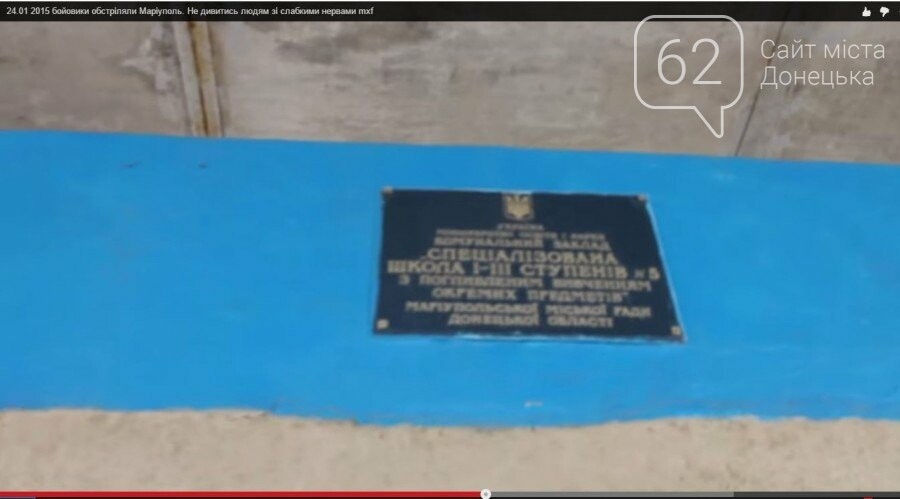 24.01 2015 бойовики обстріляли Маріуполь. Не дивитись людям зі слабкими нервами mxf
62 Сайт міста
Донецька
УКРАЇНА
КОМУНАЛЬНИЙ ЗАКЛАД
„СПЕЦІАЛІЗОВАНА
ШКОЛА І-ІІІ СТУПЕНІВ №5
З ПОГЛИБЛЕНИМ ВИВЧЕННЯМ
ОКРЕМИХ ПРЕДМЕТІВ"
МАРІУПОЛЬСЬКОЇ МІСЬКОЇ РАДИ
ДОНЕЦЬКОЇ ОБЛАСТІ